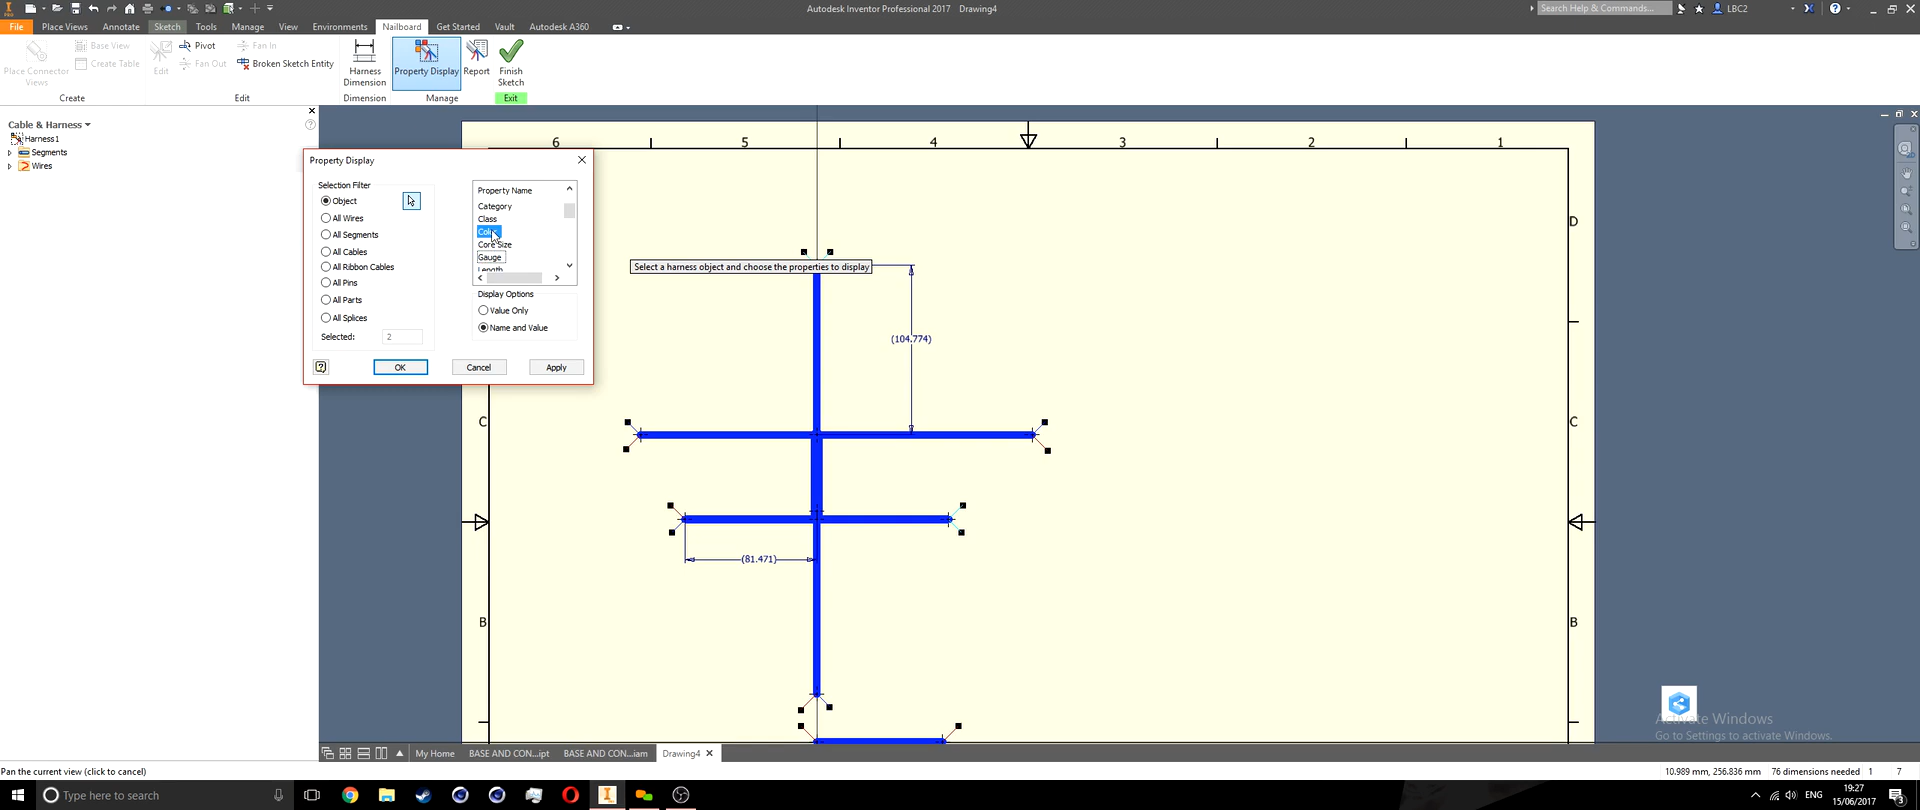 Autodesk Inventor Professional 2017 Drawing4
Search Help & Commands...
LBC2
File Place Views Annotate Sketch Tools Manage View Environments Nailboard Get Started Vault Autodesk A360
Place Connector Views
Base View
Create Table
Edit
Pivot
Fan In
Fan Out
Broken Sketch Entity
Harness Dimension
Property Display
Report
Finish Sketch
Create Edit Dimension Manage Exit
Cable & Harness
Harness1
Segments
Wires
Property Display
Selection Filter
Object
All Wires
All Segments
All Cables
All Ribbon Cables
All Pins
All Parts
All Splices
Selected: 2
Property Name
Category
Class
Core Size
Gauge
Length
Display Options
Value Only
Name and Value
OK Cancel Apply
6 5 4 3 2 1
D
Select a harness object and choose the properties to display
(104.774)
C C
(81.471)
B B
Activate Windows
Go to Settings to activate Windows.
My Home BASE AND CON...ipt BASE AND CON...iam Drawing4
Pan the current view (click to cancel)
10.989 mm, 256.836 mm 76 dimensions needed 1 7
Type here to search
ENG
19:27
15/06/2017
3